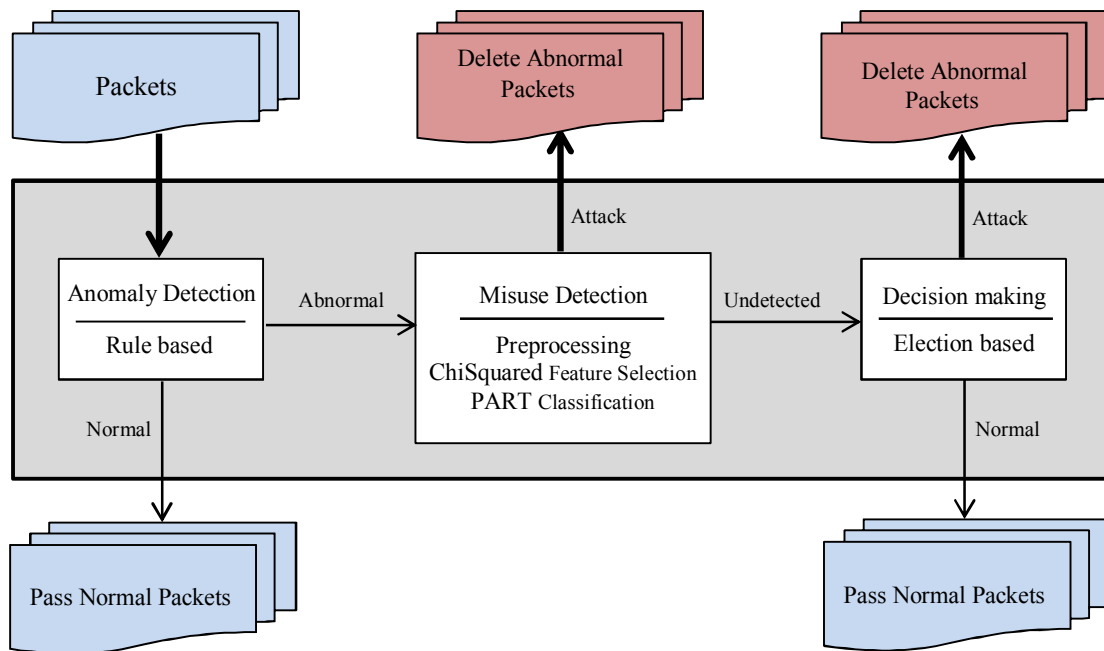 Packets
Delete Abnormal
Packets
Delete Abnormal
Packets
Attack
Attack
Anomaly Detection
Rule based
Abnormal
Misuse Detection
Preprocessing
ChiSquared Feature Selection
PART Classification
Undetected
Decision making
Election based
Normal
Normal
Pass Normal Packets
Pass Normal Packets